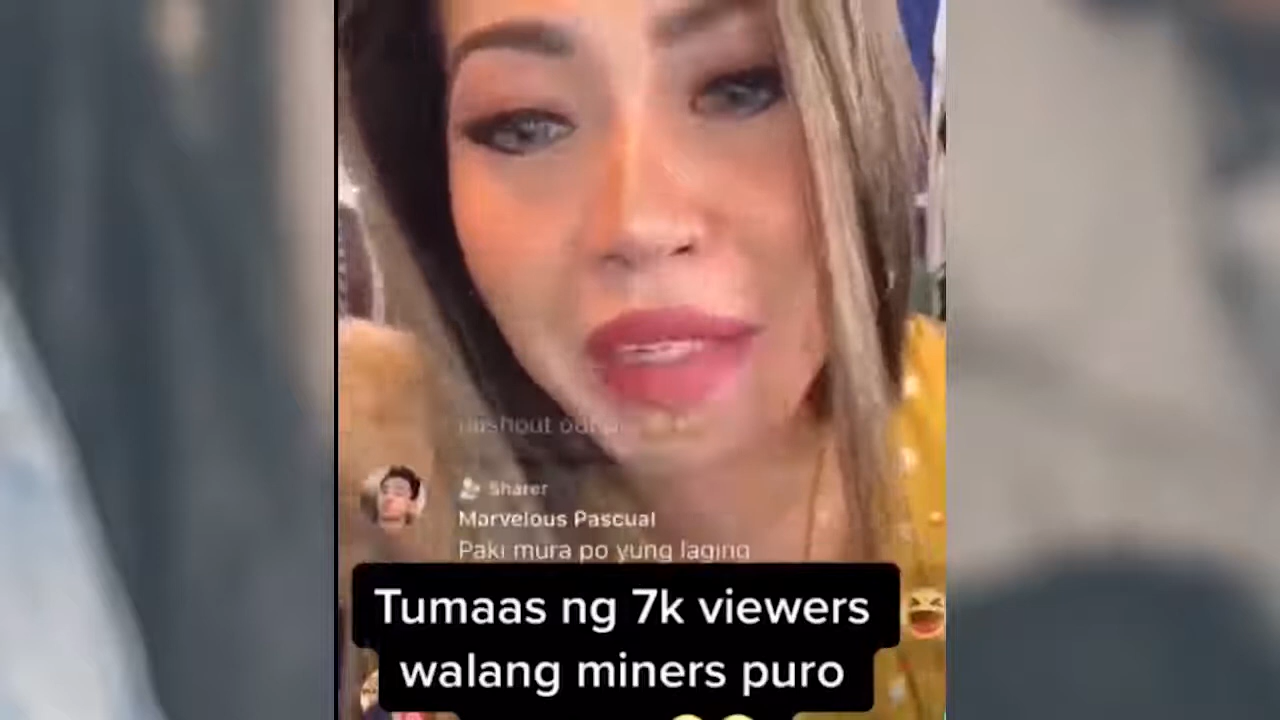 Sharer
Marvelous Pascual
Paki mura po yung laging
Tumaas ng 7k viewers
walang miners puro